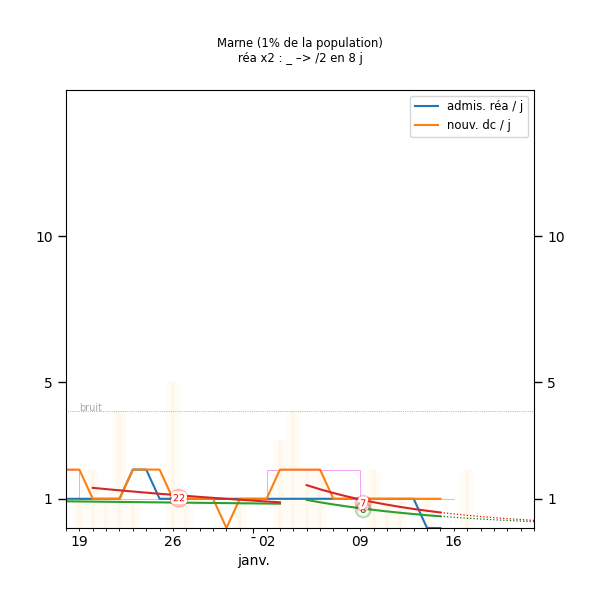 Marne (1% de la population)
réa x2 : _ –> /2 en 8 j
admis. réa / j
nouv. dc / j
10
10
5
5
bruit
22
7
8
1
1
19
26
02
09
16
janv.